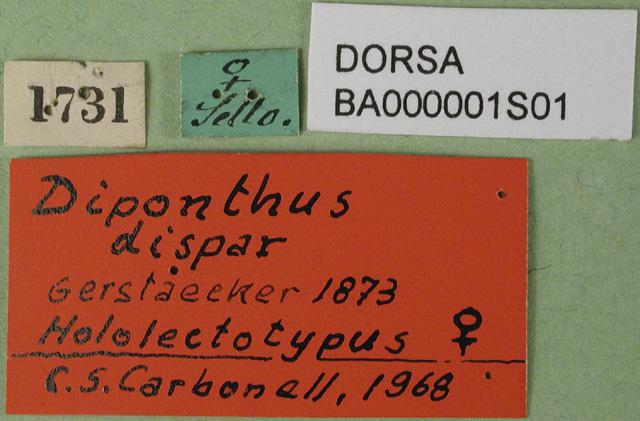 1731
♀
Sello.
DORSA
BA000001S01
Diponthus
dispar
Gerstaecker 1873
Hololectotypus ♀
C.S. Carbonell, 1968